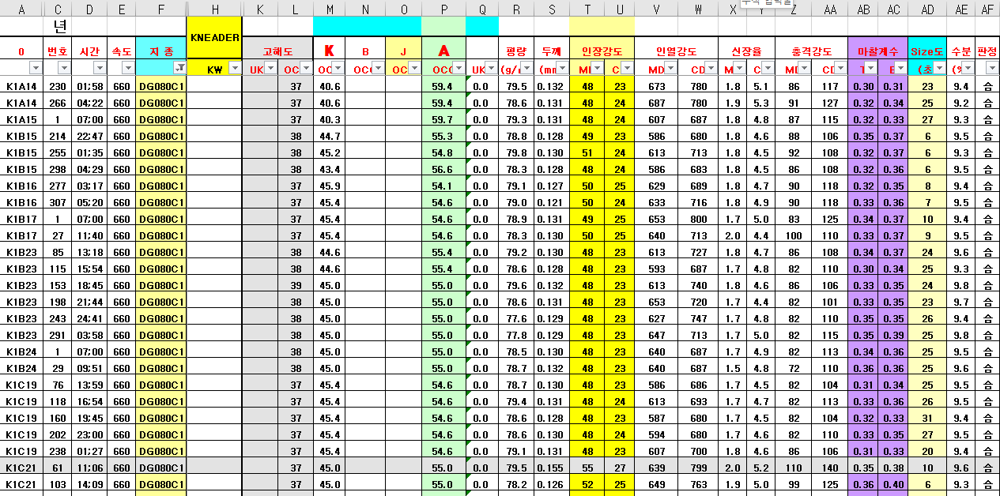 A C D E F H K L M N O P Q R S T U V W X Y Z AA AB AC AD AE AF
년
KNEADER
0 번호 시간 속도 지 종 고해도 K B J A 평량 두께 인장강도 인열강도 신장율 충격강도 마찰계수 Size도 수분 판정
KW UK OC OC OC OC OC UK (g/ (mm MD C MD CD M C MD CD (초 (%
K1A14 230 01;58 660 DG080C1 37 40.6 59.4 0.0 79.5 0.132 48 23 673 780 1.8 5.1 86 117 0.30 0.31 23 9.4 합
K1A14 266 04;22 660 DG080C1 37 40.6 59.4 0.0 78.6 0.131 48 24 687 780 1.9 5.3 91 127 0.32 0.34 25 9.2 합
K1A15 1 07;00 660 DG080C1 37 40.3 59.7 0.0 79.3 0.131 48 24 607 687 1.8 4.8 87 115 0.32 0.33 27 9.3 합
K1B15 214 22;47 660 DG080C1 38 44.7 55.3 0.0 78.8 0.128 49 23 586 680 1.8 4.6 88 106 0.35 0.37 6 9.5 합
K1B15 255 01;35 660 DG080C1 38 45.2 54.8 0.0 79.8 0.130 51 24 613 713 1.8 4.5 92 108 0.32 0.37 6 9.3 합
K1B15 298 04;29 660 DG080C1 38 43.4 56.6 0.0 78.3 0.128 48 24 586 683 1.8 4.5 86 108 0.32 0.36 6 9.5 합
K1B16 277 03;17 660 DG080C1 37 45.9 54.1 0.0 79.1 0.127 50 25 629 689 1.8 4.7 90 118 0.32 0.35 8 9.4 합
K1B16 307 05;20 660 DG080C1 37 45.4 54.6 0.0 79.0 0.121 50 24 633 716 1.8 4.9 90 118 0.33 0.36 7 9.5 합
K1B17 1 07;00 660 DG080C1 37 45.4 54.6 0.0 78.9 0.131 49 25 653 800 1.7 5.0 83 125 0.34 0.37 10 9.4 합
K1B17 27 11;40 660 DG080C1 37 45.4 54.6 0.0 78.3 0.130 50 25 640 713 2.0 4.4 100 110 0.33 0.37 9 9.5 합
K1B23 85 13;18 660 DG080C1 38 44.6 55.4 0.0 79.2 0.130 48 23 613 727 1.8 4.7 86 108 0.34 0.37 24 9.6 합
K1B23 115 15;54 660 DG080C1 38 44.6 55.4 0.0 78.6 0.128 48 23 593 687 1.7 4.8 82 110 0.30 0.34 25 9.3 합
K1B23 153 18;45 660 DG080C1 39 45.0 55.0 0.0 79.6 0.132 48 23 613 740 1.8 4.6 86 106 0.33 0.35 24 9.8 합
K1B23 198 21;44 660 DG080C1 38 45.0 55.0 0.0 78.6 0.131 48 23 653 720 1.7 4.4 82 101 0.33 0.35 23 9.7 합
K1B23 243 24;41 660 DG080C1 38 45.0 55.0 0.0 77.6 0.129 48 23 627 747 1.7 4.8 82 110 0.35 0.35 26 9.4 합
K1B23 291 03;58 660 DG080C1 38 45.0 55.0 0.0 77.8 0.129 48 23 647 713 1.7 5.0 82 115 0.35 0.39 25 9.8 합
K1B24 1 07;00 660 DG080C1 38 45.0 55.0 0.0 78.5 0.130 48 23 640 687 1.7 4.9 82 113 0.34 0.36 25 9.5 합
K1B24 29 09;51 660 DG080C1 38 45.0 55.0 0.0 78.7 0.132 48 23 640 687 1.5 4.8 72 110 0.36 0.36 25 9.6 합
K1C19 76 13;59 660 DG080C1 37 45.4 54.6 0.0 78.7 0.130 48 23 586 686 1.7 4.5 82 104 0.31 0.34 25 9.5 합
K1C19 118 16;54 660 DG080C1 37 45.4 54.6 0.0 79.4 0.131 48 24 613 693 1.7 4.7 82 113 0.33 0.36 26 9.5 합
K1C19 160 19;45 660 DG080C1 37 45.4 54.6 0.0 78.6 0.128 48 23 587 680 1.7 4.5 82 104 0.32 0.33 31 9.4 합
K1C19 202 23;00 660 DG080C1 37 45.4 54.6 0.0 78.6 0.130 48 24 594 680 1.7 4.6 82 110 0.33 0.35 27 9.5 합
K1C19 238 01;27 660 DG080C1 37 45.4 54.6 0.0 79.1 0.131 48 23 607 700 1.8 4.6 86 106 0.31 0.33 20 9.4 합
K1C21 61 11;06 660 DG080C1 37 45.0 55.0 0.0 79.5 0.155 55 27 639 799 2.0 5.2 110 140 0.35 0.38 10 9.6 합
K1C21 103 14;09 660 DG080C1 37 45.0 55.0 0.0 78.2 0.126 52 25 649 763 1.9 5.0 99 125 0.36 0.40 6 9.3 합